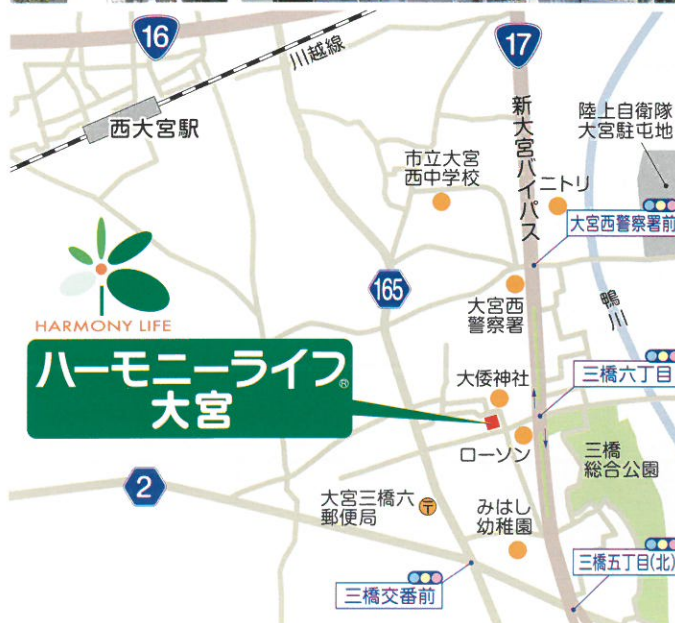 16
17
川越線
西大宮駅
新大宮バイパス
陸上自衛隊
大宮駐屯地
市立大宮
西中学校
ニトリ
大宮西警察署前
165
大宮西
警察署
鴨川
HARMONY LIFE
ハーモニーライフ®
大宮
大倭神社
三橋六丁目
ローソン
三橋
総合公園
2
大宮三橋六
郵便局
〒
みはし
幼稚園
三橋五丁目(北)
三橋交番前